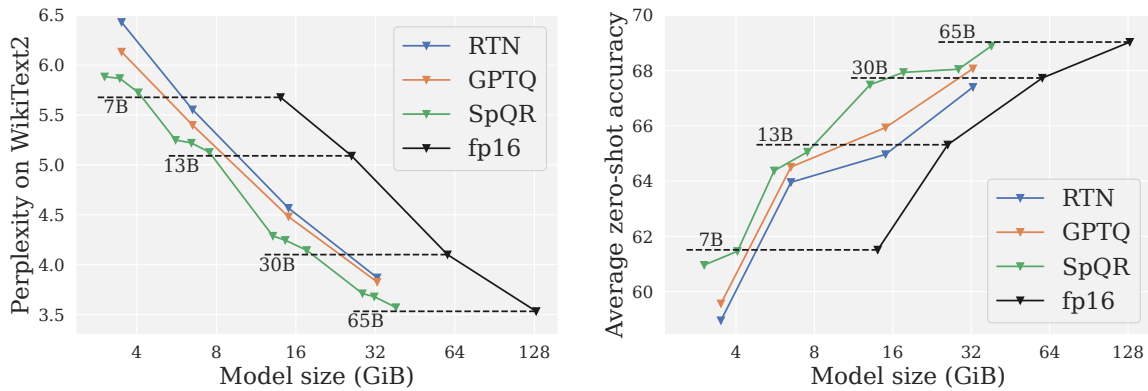 Perplexity on WikiText2
6.5
6.0
5.5
5.0
4.5
4.0
3.5
7B
13B
30B
65B
RTN
GPTQ
SpQR
fp16
4 8 16 32 64 128
Model size (GiB)
Average zero-shot accuracy
70
68
66
64
62
60
65B
30B
13B
7B
RTN
GPTQ
SpQR
fp16
4 8 16 32 64 128
Model size (GiB)